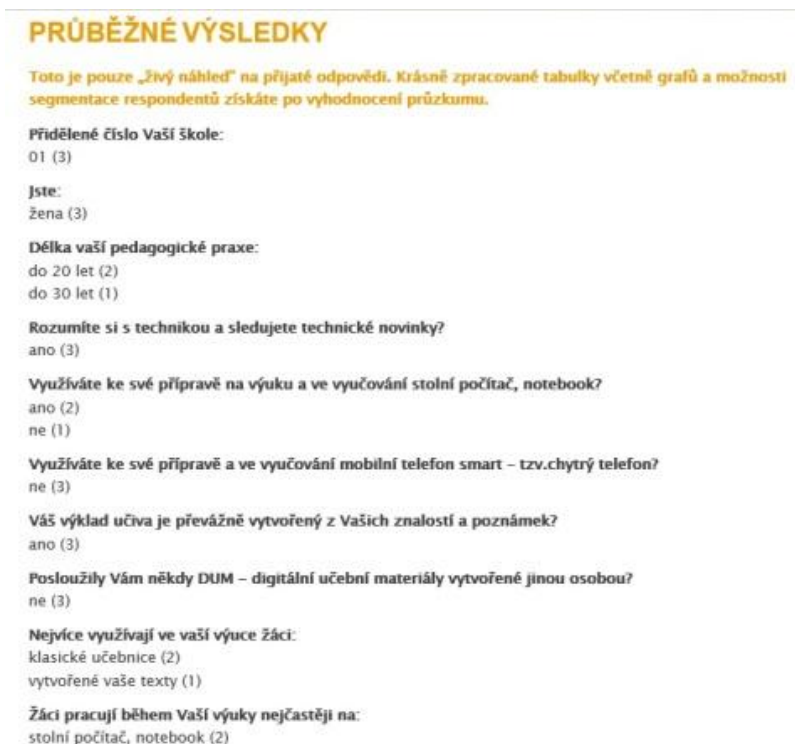 PRŮBĚŽNÉ VÝSLEDKY
Toto je pouze „živý náhled“ na přijaté odpovědi. Krásně zpracované tabulky včetně grafů a možnosti
segmentace respondentů získáte po vyhodnocení průzkumu.
Přidělené číslo Vaší škole:
01 (3)
Jste:
žena (3)
Délka vaší pedagogické praxe:
do 20 let (2)
do 30 let (1)
Rozumíte si s technikou a sledujete technické novinky?
ano (3)
Využíváte ke své přípravě na výuku a ve vyučování stolní počítač, notebook?
ano (2)
ne (1)
Využíváte ke své přípravě a ve vyučování mobilní telefon smart – tzv.chytrý telefon?
ne (3)
Váš výklad učiva je převážně vytvořený z Vašich znalostí a poznámek?
ano (3)
Posloužily Vám někdy DUM – digitální učební materiály vytvořené jinou osobou?
ne (3)
Nejvíce využívají ve vaší výuce žáci:
klasické učebnice (2)
vytvořené vaše texty (1)
Žáci pracují během Vaší výuky nejčastěji na:
stolní počítač, notebook (2)